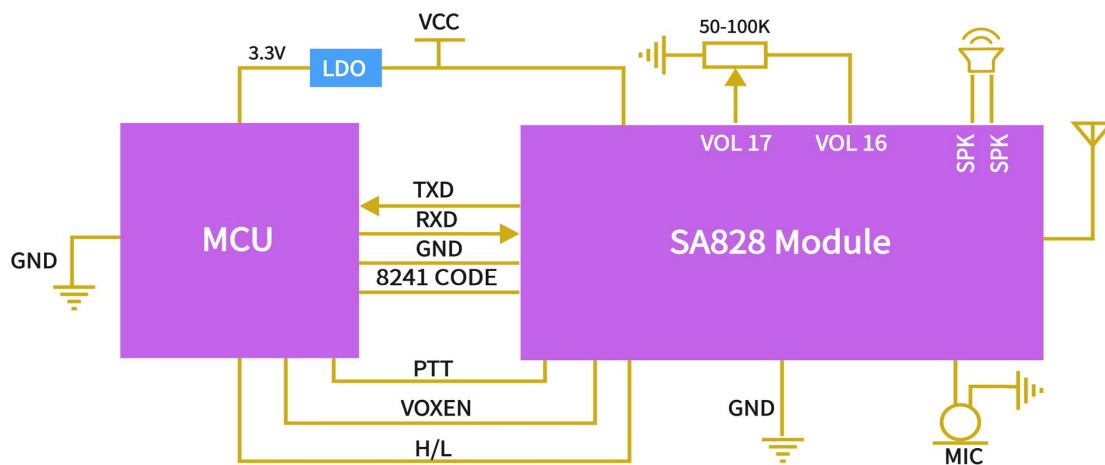 VCC
50-100K
3.3V
LDO
VOL 17
VOL 16
SPK
SPK
TXD
RXD
GND
8241 CODE
MCU
SA828 Module
GND
PTT
VOXEN
H/L
GND
MIC